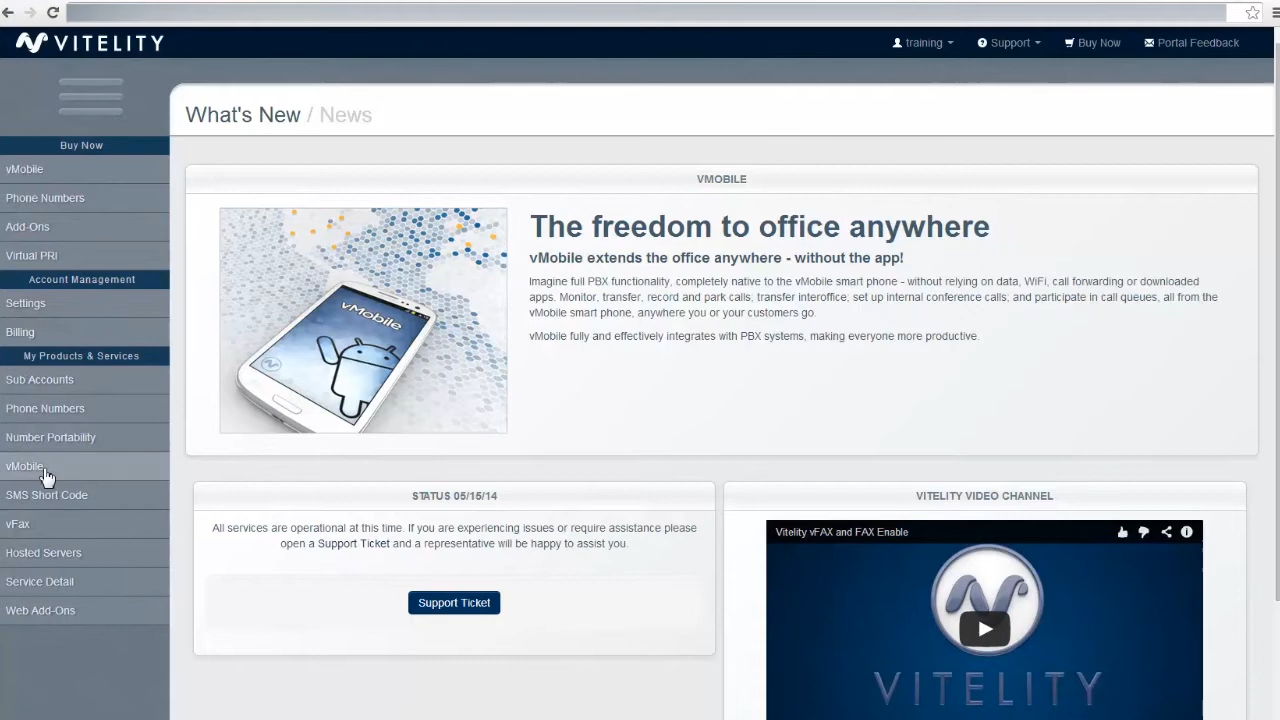 VITELITY
training
Support
Buy Now
Portal Feedback
Buy Now
vMobile
Phone Numbers
Add-Ons
Virtual PRI
Account Management
Settings
Billing
My Products & Services
Sub Accounts
Phone Numbers
Number Portability
vMobile
SMS Short Code
vFax
Hosted Servers
Service Detail
Web Add-Ons
What's New / News
VMOBILE
vMobile
The freedom to office anywhere
vMobile extends the office anywhere - without the app!
Imagine full PBX functionality, completely native to the vMobile smart phone - without relying on data, WiFi, call forwarding or downloaded
apps. Monitor, transfer, record and park calls, transfer interoffice, set up internal conference calls, and participate in call queues, all from the
vMobile smart phone, anywhere you or your customers go.
vMobile fully and effectively integrates with PBX systems, making everyone more productive.
STATUS 05/15/14
All services are operational at this time. If you are experiencing issues or require assistance please
open a Support Ticket and a representative will be happy to assist you.
Support Ticket
VITELITY VIDEO CHANNEL
Vitelity vFAX and FAX Enable
VITELITY